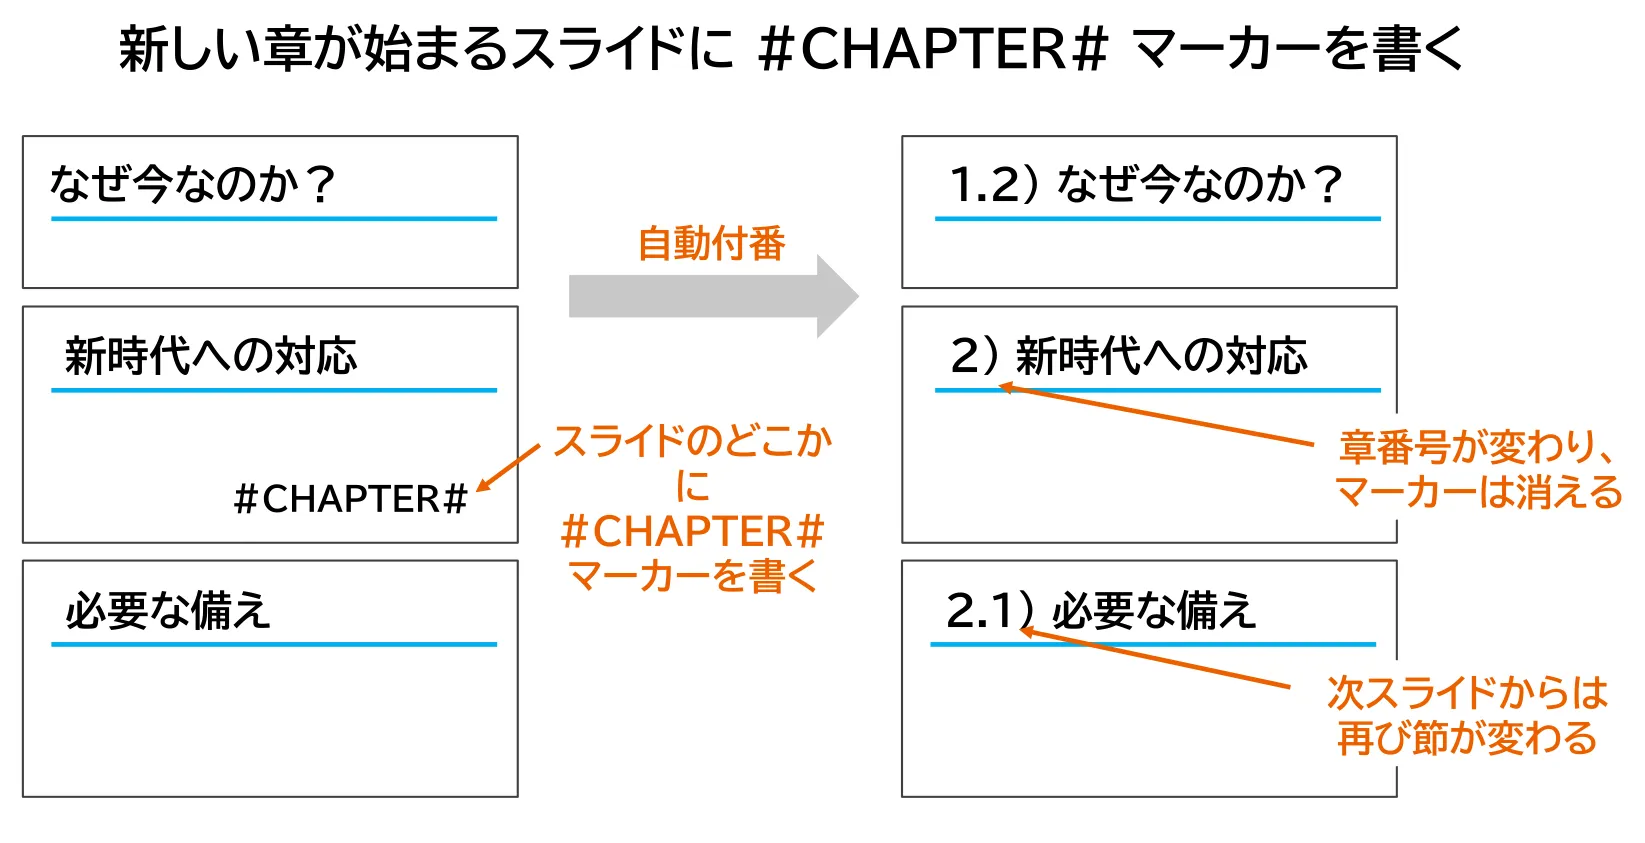 新しい章が始まるスライドに #CHAPTER# マーカーを書く
なぜ今なのか？
新時代への対応
#CHAPTER#
必要な備え
自動付番
スライドのどこか
に
#CHAPTER#
マーカーを書く
1.2) なぜ今なのか？
2) 新時代への対応
章番号が変わり、
マーカーは消える
2.1) 必要な備え
次スライドからは
再び節が変わる